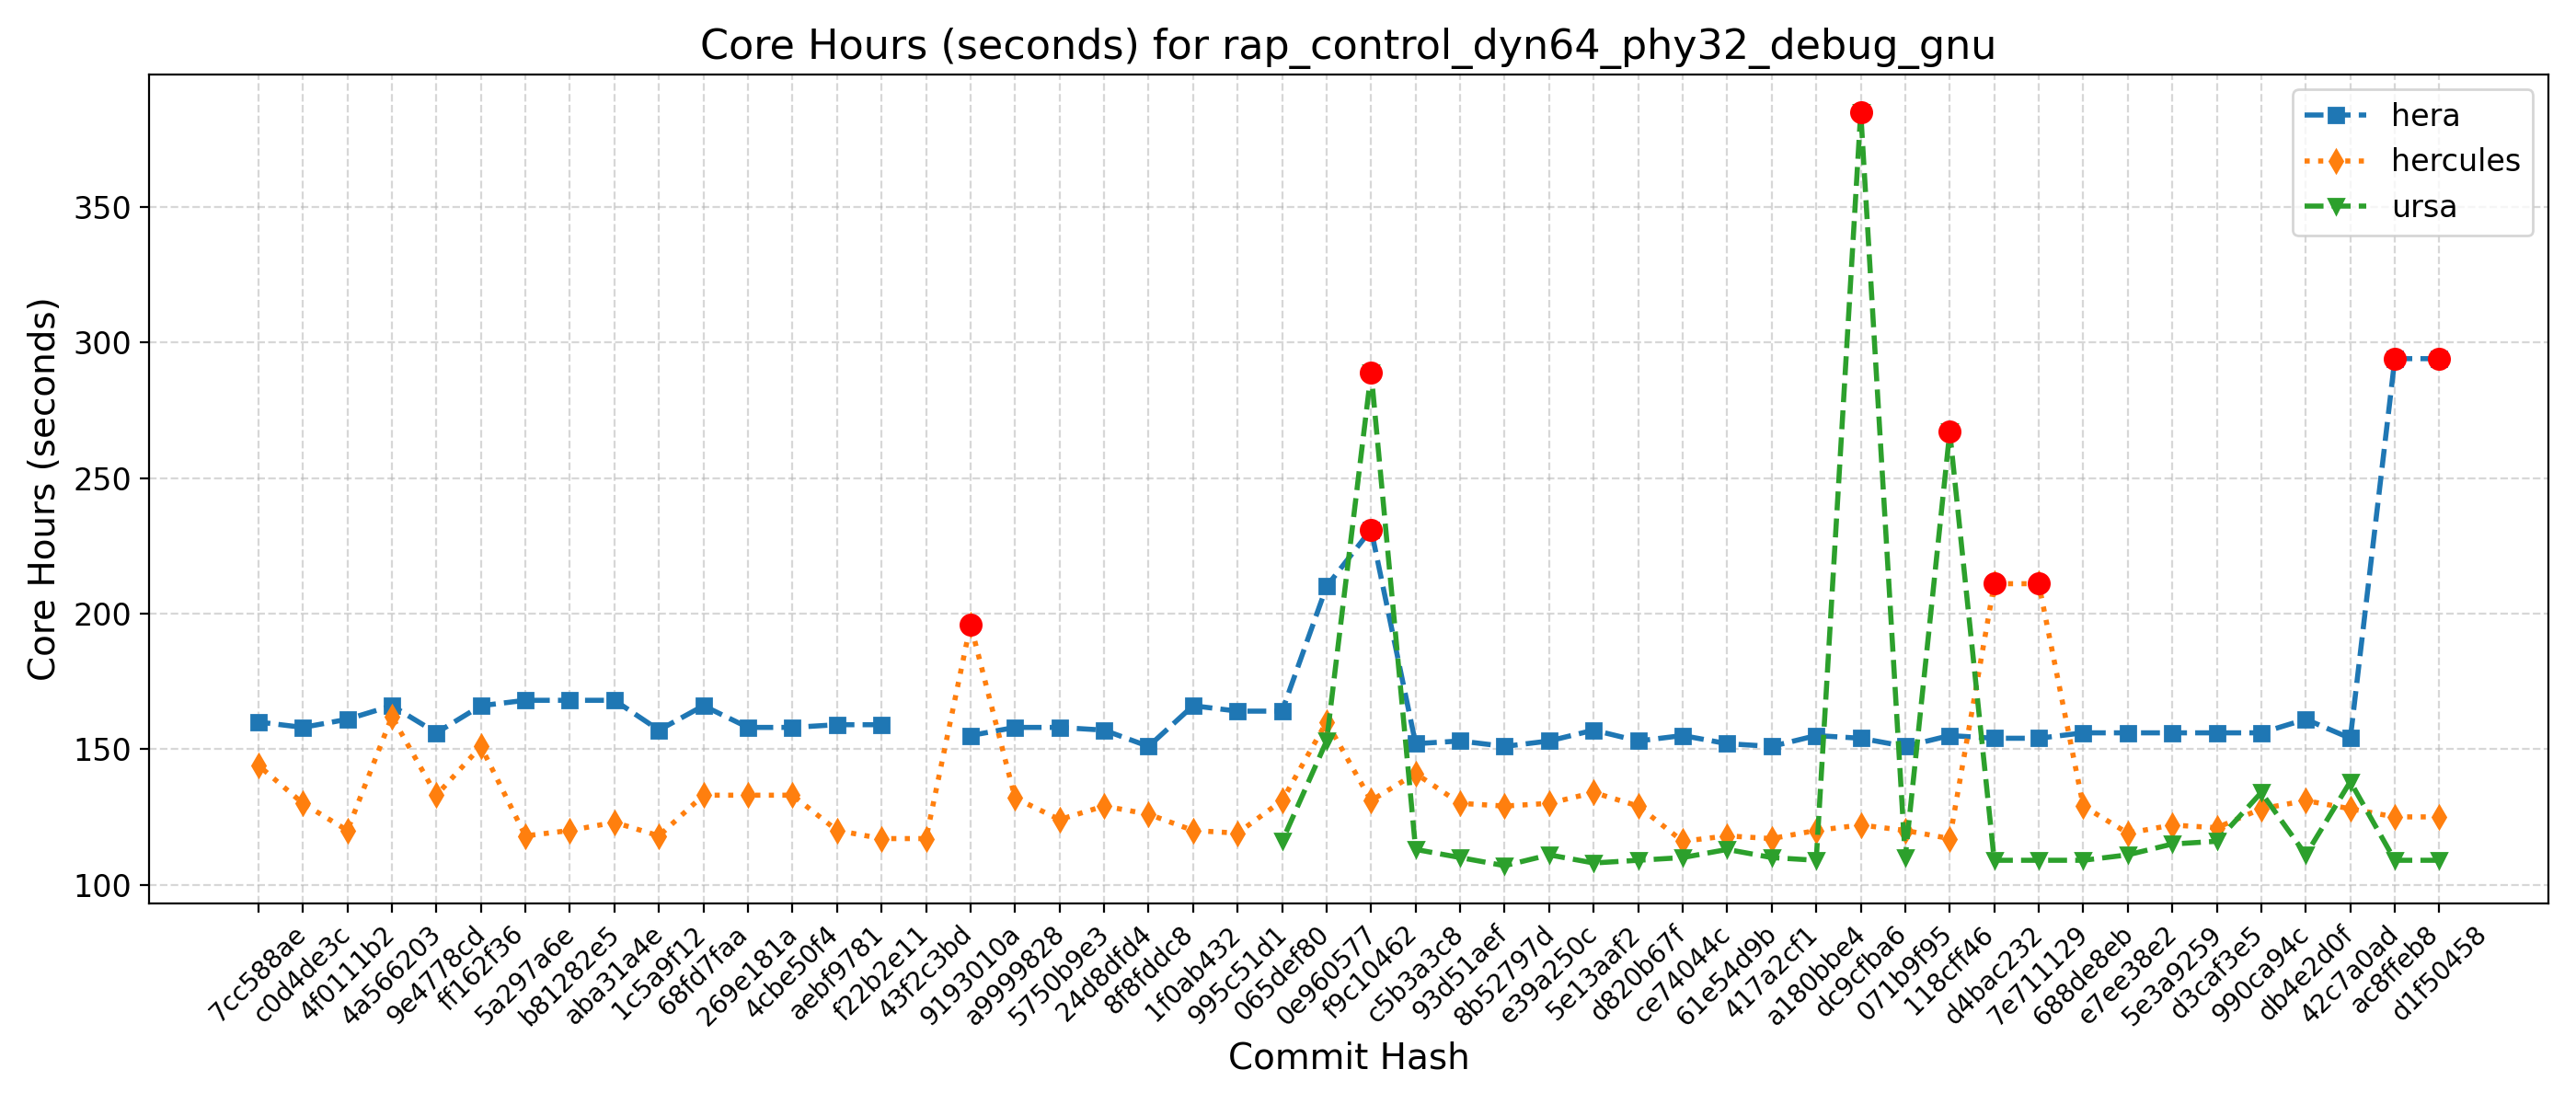 Core Hours (seconds) for rap_control_dyn64_phy32_debug_gnu
hera
hercules
ursa
Core Hours (seconds)
350
300
250
200
150
100
7cc588ae
c0d4de3c
4f0111b2
4a566203
9e4778cd
ff162f36
5a297a6e
b81282e5
aba31a4e
1c5a9f12
68fd7faa
269e181a
4cbe50f4
aebf9781
f22b2e11
43f2c3bd
9193010a
a9999828
5750b9e3
24d8dfd4
8f8fddc8
1f0ab432
995c51d1
065def80
0e960577
f9c10462
c5b3a3c8
93d51aef
8b52797d
e39a250c
5e13aaf2
d820b67f
ce74044c
61e54d9b
417a2cf1
a180bbe4
dc9cfba6
071b9f95
118cff46
d4bac232
7e711129
688de8eb
e7ee38e2
5e3a9259
d3caf3e5
990ca94c
db4e2d0f
42c7a0ad
ac8ffeb8
d1f50458
Commit Hash